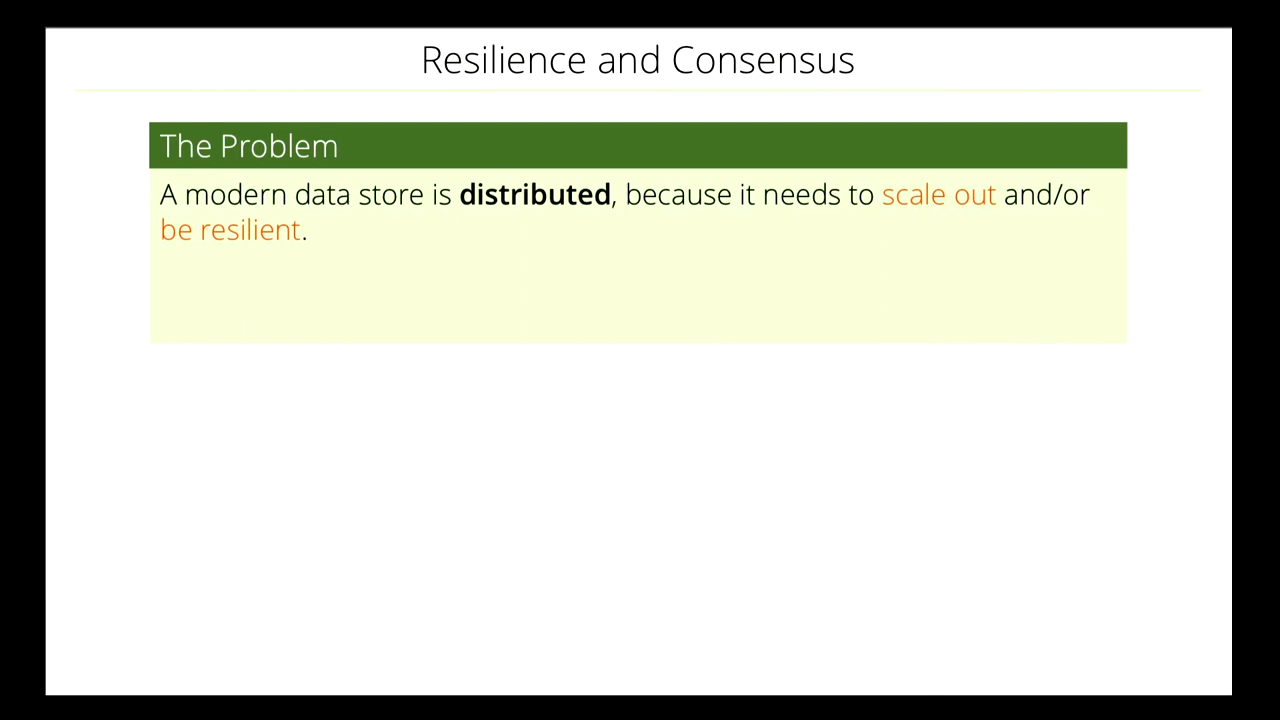 Resilience and Consensus
The Problem
A modern data store is distributed, because it needs to scale out and/or
be resilient.